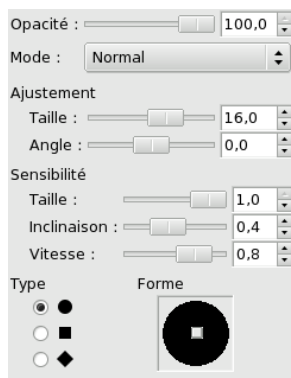 Opacité : 100,0
Mode : Normal
Ajustement
Taille : 16,0
Angle : 0,0
Sensibilité
Taille : 1,0
Inclinaison : 0,4
Vitesse : 0,8
Type Forme